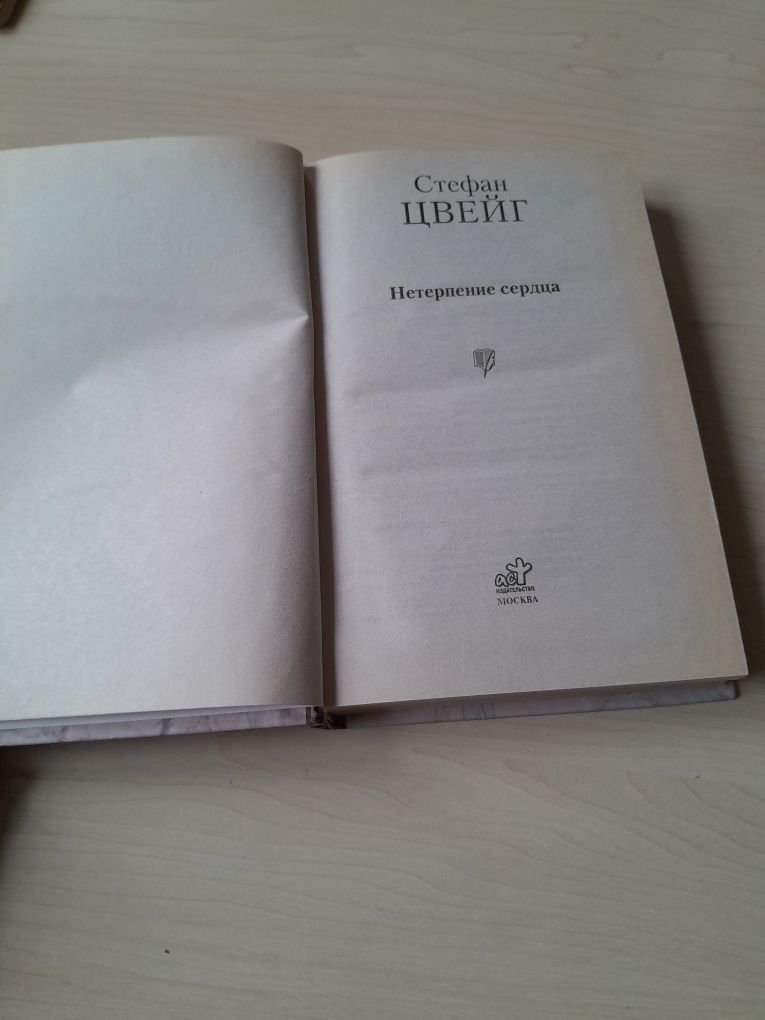 Стефан
ЦВЕЙГ
Нетерпение сердца
аст
ИЗДАТЕЛЬСТВО
МОСКВА